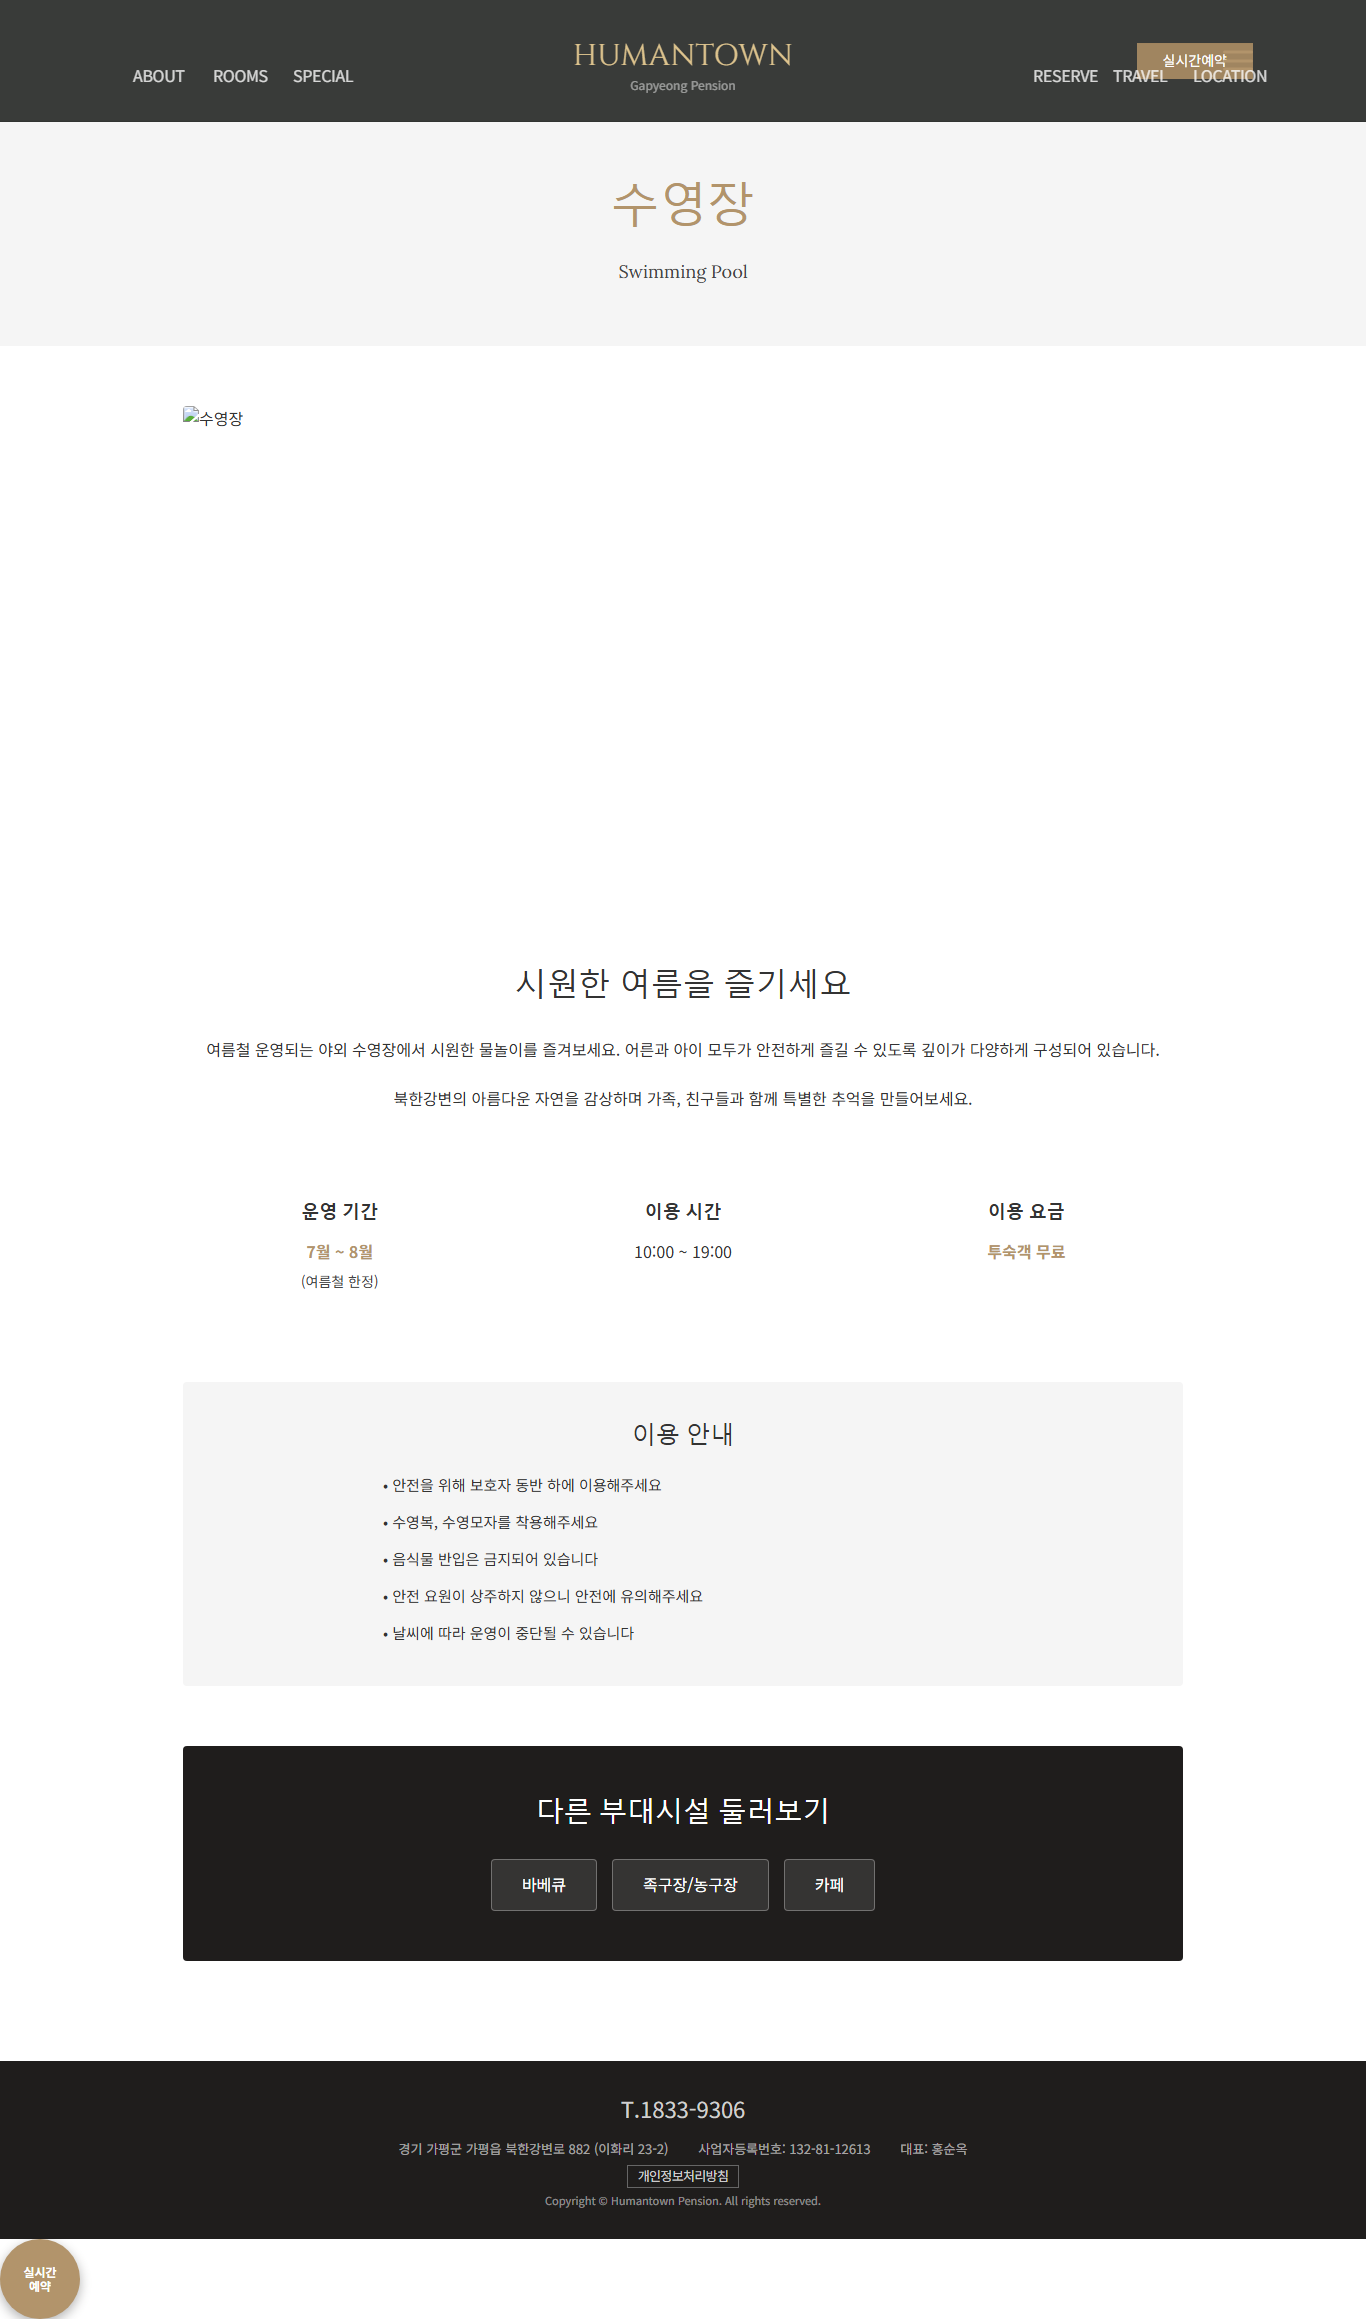 HUMANTOWN
Gapyeong Pension
ABOUT ROOMS SPECIAL
실시간예약
RESERVE TRAVEL LOCATION
수영장
Swimming Pool
수영장
시원한 여름을 즐기세요
여름철 운영되는 야외 수영장에서 시원한 물놀이를 즐겨보세요. 어른과 아이 모두가 안전하게 즐길 수 있도록 깊이가 다양하게 구성되어 있습니다.
북한강변의 아름다운 자연을 감상하며 가족, 친구들과 함께 특별한 추억을 만들어보세요.
운영 기간
7월 ~ 8월
(여름철 한정)
이용 시간
10:00 ~ 19:00
이용 요금
투숙객 무료
이용 안내
• 안전을 위해 보호자 동반 하에 이용해주세요
• 수영복, 수영모자를 착용해주세요
• 음식물 반입은 금지되어 있습니다
• 안전 요원이 상주하지 않으니 안전에 유의해주세요
• 날씨에 따라 운영이 중단될 수 있습니다
다른 부대시설 둘러보기
바베큐 족구장/농구장 카페
T.1833-9306
경기 가평군 가평읍 북한강변로 882 (이화리 23-2) 사업자등록번호: 132-81-12613 대표: 홍순옥
개인정보처리방침
Copyright © Humantown Pension. All rights reserved.
실시간
예약